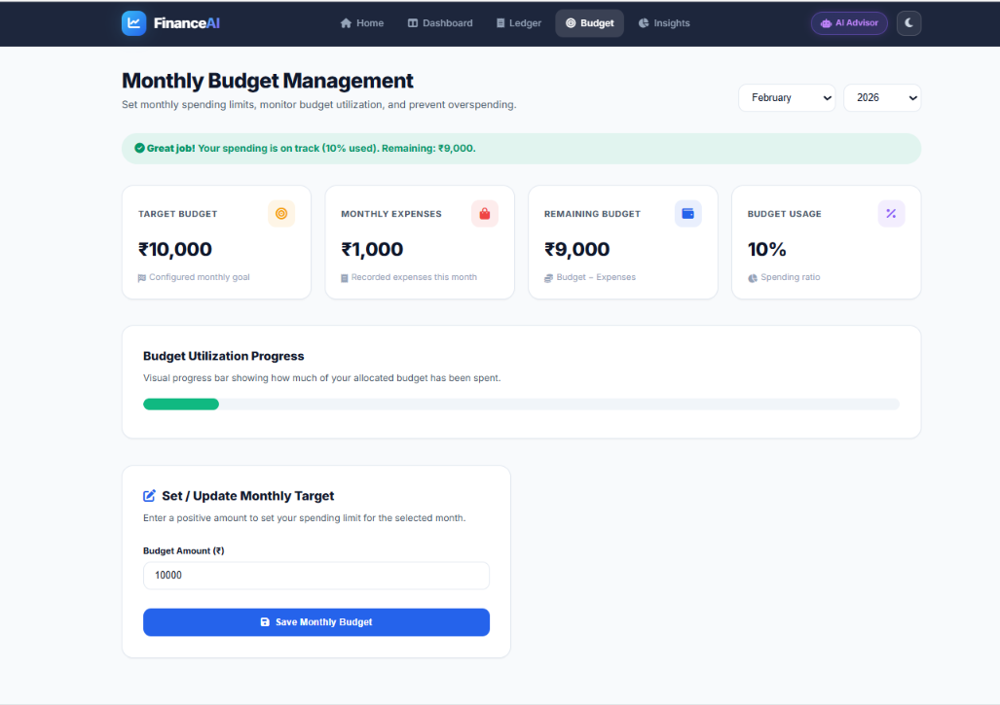 FinanceAI
Home Dashboard Ledger Budget Insights
AI Advisor
Monthly Budget Management
Set monthly spending limits, monitor budget utilization, and prevent overspending.
February 2026
Great job! Your spending is on track (10% used). Remaining: ₹9,000.
TARGET BUDGET
₹10,000
Configured monthly goal
MONTHLY EXPENSES
₹1,000
Recorded expenses this month
REMAINING BUDGET
₹9,000
Budget − Expenses
BUDGET USAGE
10%
Spending ratio
Budget Utilization Progress
Visual progress bar showing how much of your allocated budget has been spent.
Set / Update Monthly Target
Enter a positive amount to set your spending limit for the selected month.
Budget Amount (₹)
10000
Save Monthly Budget